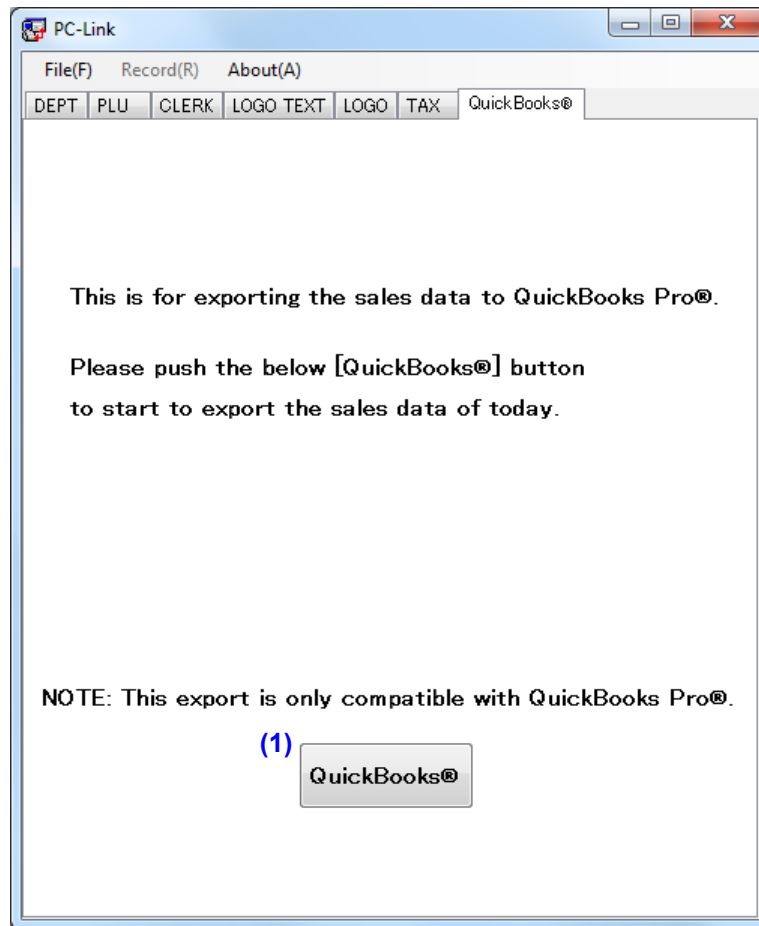 PC-Link
File(F) Record(R) About(A)
DEPT PLU CLERK LOGO TEXT LOGO TAX QuickBooks®
This is for exporting the sales data to QuickBooks Pro®.
Please push the below [QuickBooks®] button
to start to export the sales data of today.
NOTE: This export is only compatible with QuickBooks Pro®.
(1)
QuickBooks®